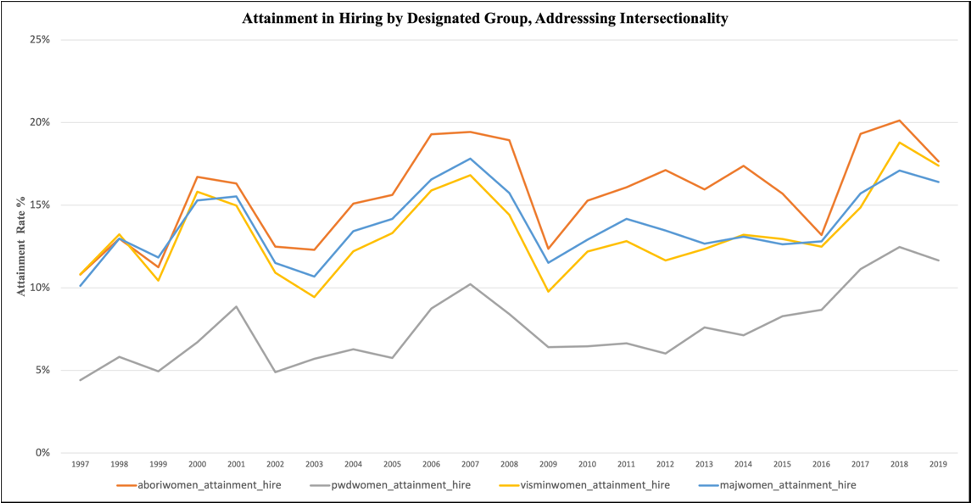 Attainment in Hiring by Designated Group, Addresssing Intersectionality
25%
20%
15%
10%
5%
0%
Attainment Rate %
1997 1998 1999 2000 2001 2002 2003 2004 2005 2006 2007 2008 2009 2010 2011 2012 2013 2014 2015 2016 2017 2018 2019
aboriwomen_attainment_hire pwdwomen_attainment_hire visminwomen_attainment_hire majwomen_attainment_hire